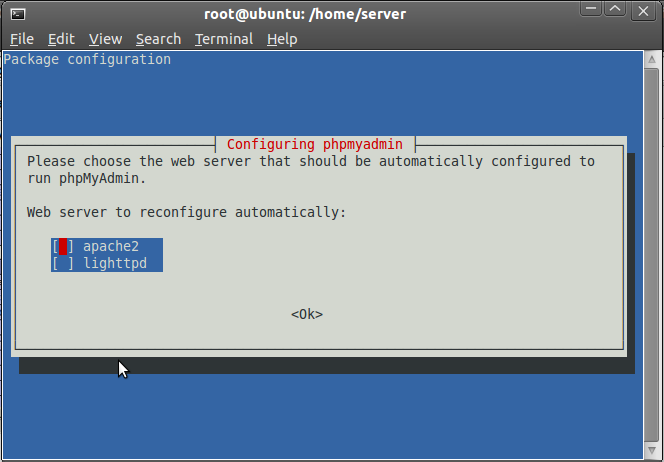 root@ubuntu: /home/server
File Edit View Search Terminal Help
Package configuration
Configuring phpmyadmin
Please choose the web server that should be automatically configured to
run phpMyAdmin.
Web server to reconfigure automatically:
[ ] apache2
[ ] lighttpd
<Ok>